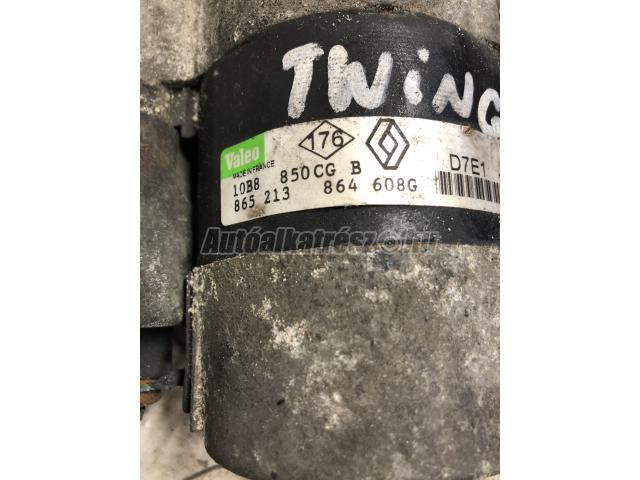 TWING
Valeo
176
MADE IN FRANCE
10B8 850CG B
D7E1
865 213 864 608G
Autóalkatrész